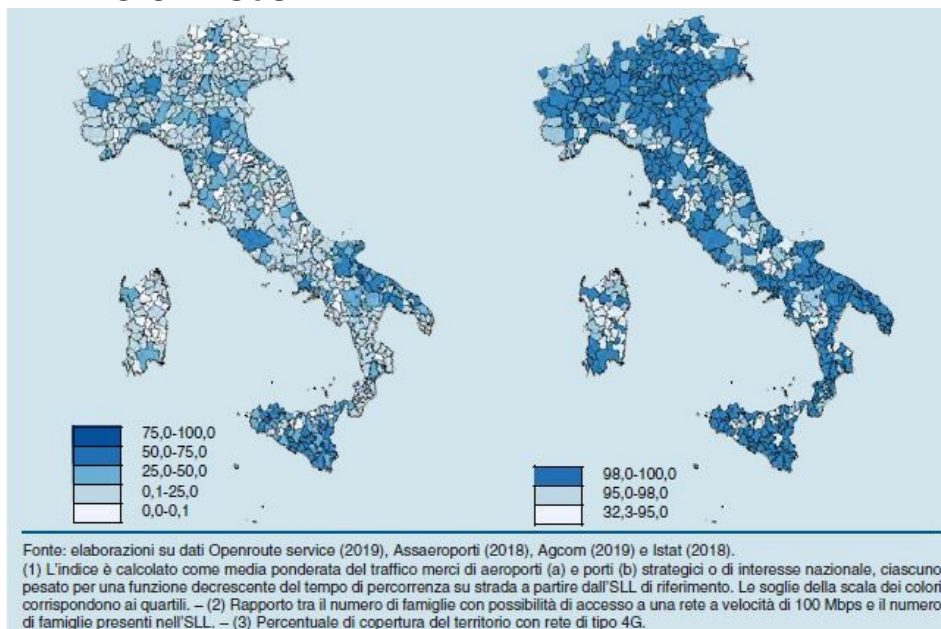 75,0-100,0
50,0-75,0
25,0-50,0
0,1-25,0
0,0-0,1
98,0-100,0
95,0-98,0
32,3-95,0
Fonte: elaborazioni su dati Openroute service (2019), Assaeroporti (2018), Agcom (2019) e Istat (2018).
(1) L'indice è calcolato come media ponderata del traffico merci di aeroporti (a) e porti (b) strategici o di interesse nazionale, ciascuno
pesato per una funzione decrescente del tempo di percorrenza su strada a partire dall'SLL di riferimento. Le soglie della scala dei colori
corrispondono ai quartili. – (2) Rapporto tra il numero di famiglie con possibilità di accesso a una rete a velocità di 100 Mbps e il numero
di famiglie presenti nell'SLL. – (3) Percentuale di copertura del territorio con rete di tipo 4G.